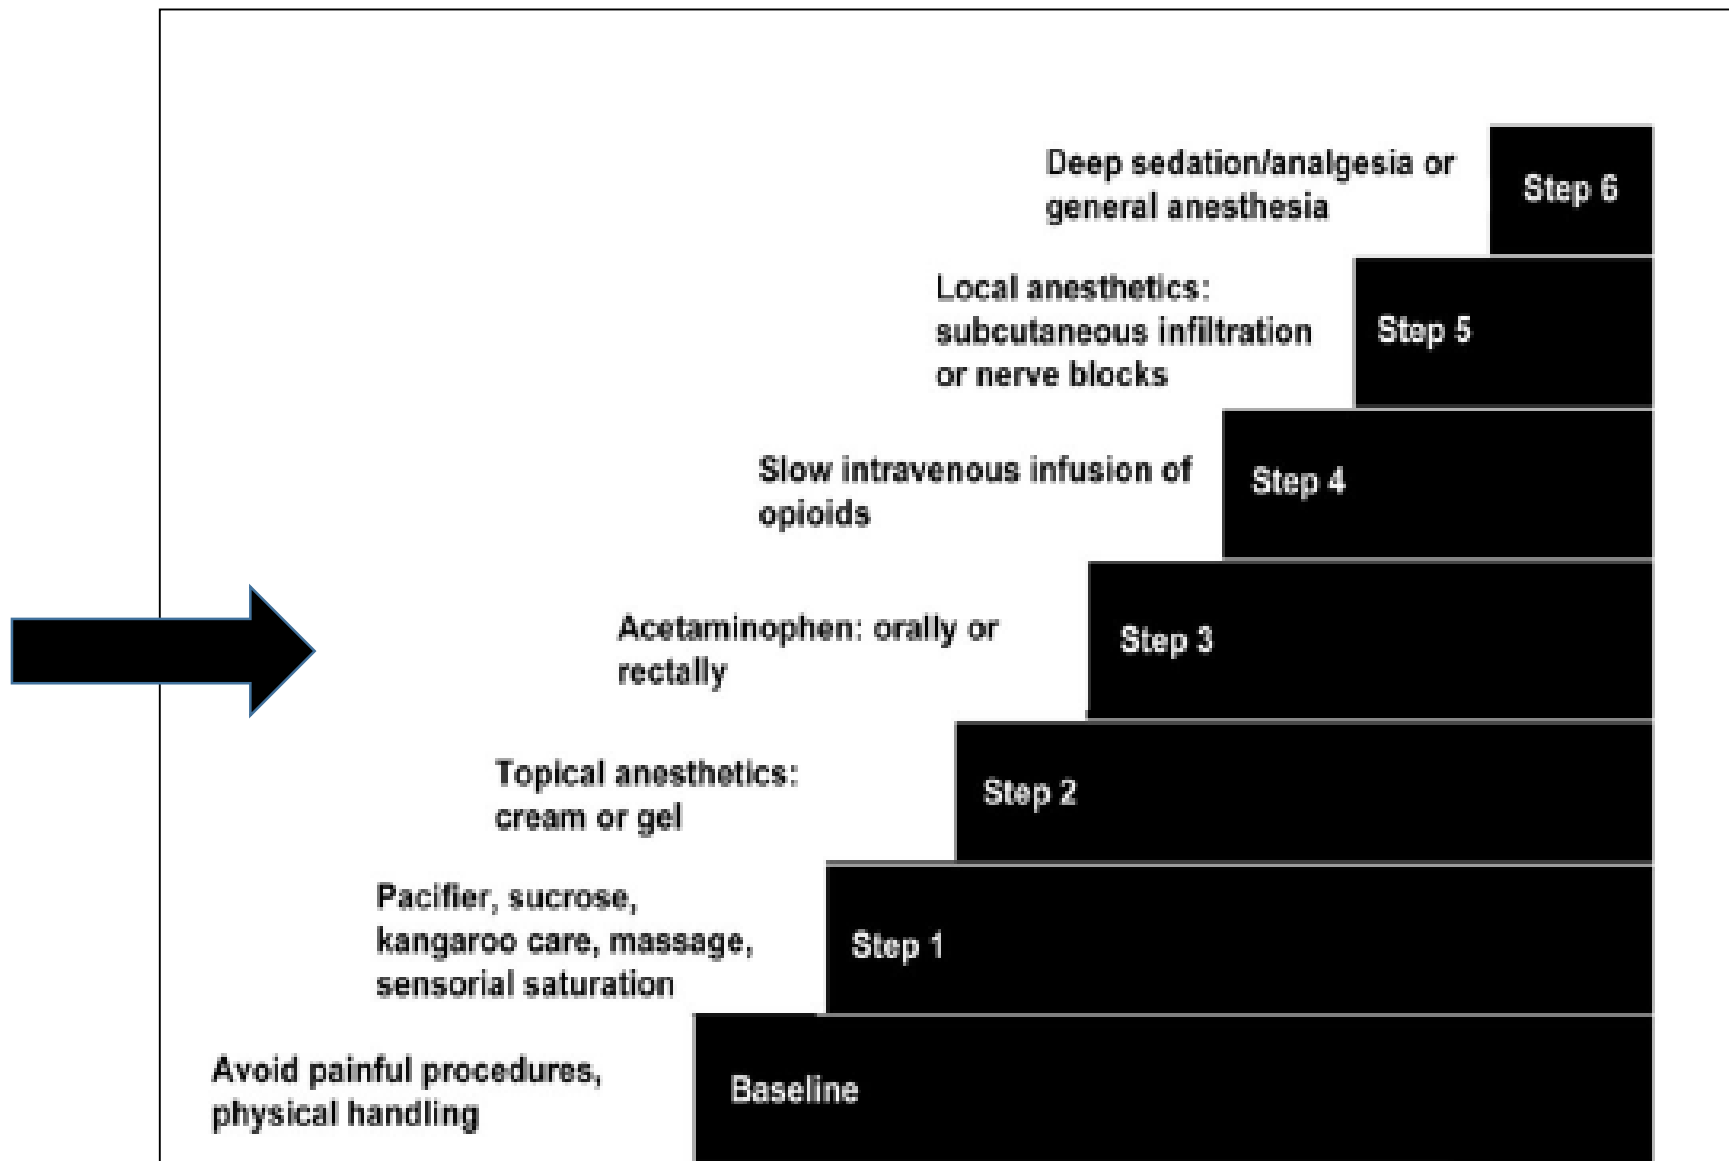 Deep sedation/analgesia or
general anesthesia
Step 6
Local anesthetics:
subcutaneous infiltration
or nerve blocks
Step 5
Slow intravenous infusion of
opioids
Step 4
Acetaminophen: orally or
rectally
Step 3
Topical anesthetics:
cream or gel
Step 2
Pacifier, sucrose,
kangaroo care, massage,
sensorial saturation
Step 1
Avoid painful procedures,
physical handling
Baseline